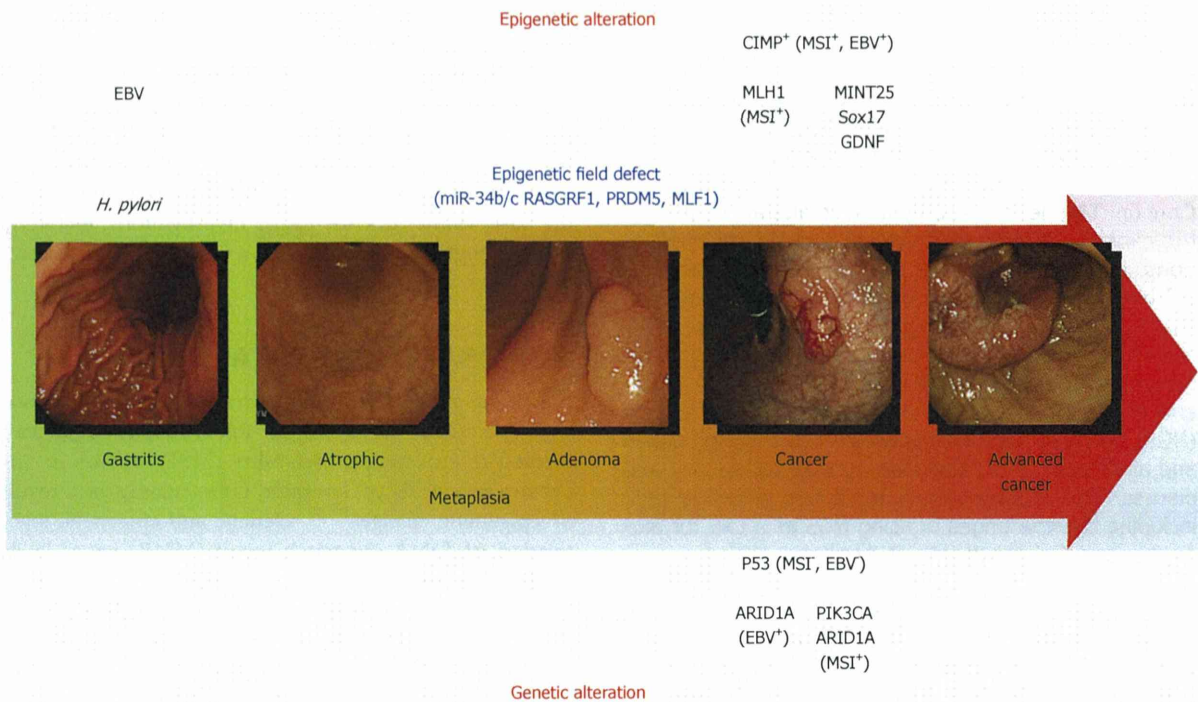 Epigenetic alteration
CIMP⁺ (MSI⁺, EBV⁺)
EBV
MLH1 MINT25
(MSI⁺) Sox17
GDNF
Epigenetic field defect
(miR-34b/c RASGRF1, PRDM5, MLF1)
H. pylori
Gastritis
Atrophic
Adenoma
Cancer
Advanced
cancer
Metaplasia
P53 (MSI⁻, EBV⁻)
ARID1A PIK3CA
(EBV⁺) ARID1A
(MSI⁺)
Genetic alteration